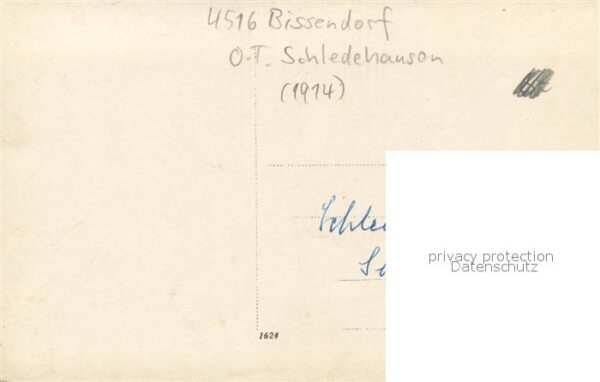 4516 Bissendorf
O.T. Schledehausen
(1914)
privacy protection
Datenschutz
1624